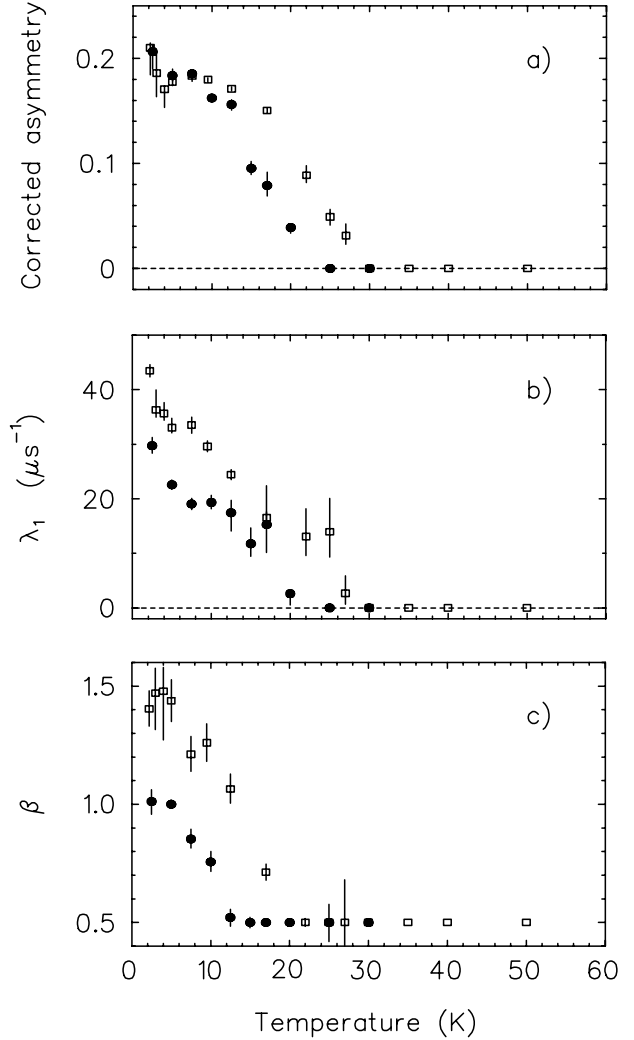 Corrected asymmetry
0.2
0.1
0
a)
λ₁ (μs⁻¹)
40
20
0
b)
β
1.5
1.0
0.5
c)
0 10 20 30 40 50 60
Temperature (K)